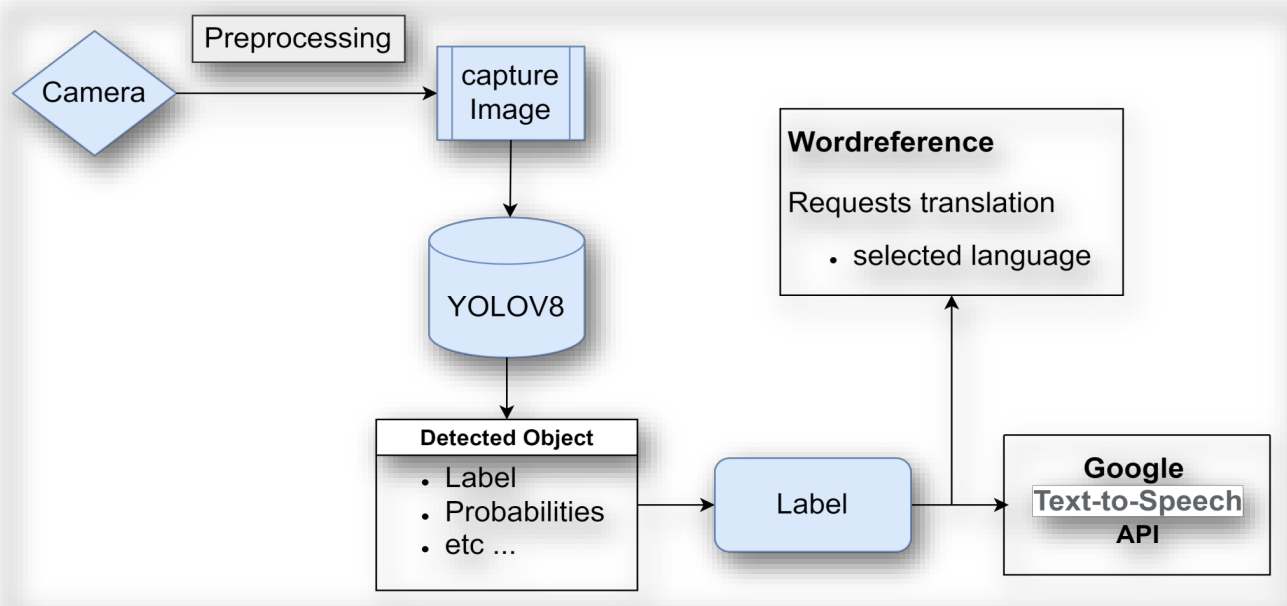 Preprocessing
Camera
capture
Image
Wordreference
Requests translation
• selected language
YOLOV8
Detected Object
• Label
• Probabilities
• etc ...
Label
Google
Text-to-Speech
API